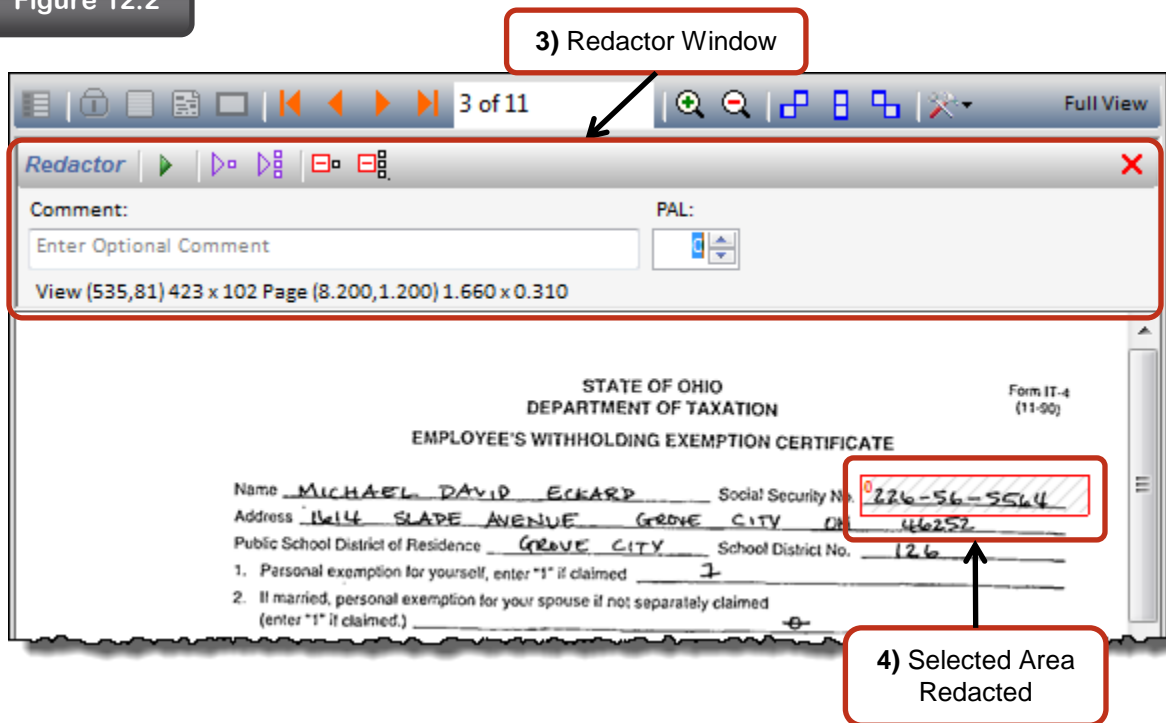 Figure 12.2
3) Redactor Window
3 of 11 Full View
Redactor
Comment: PAL:
Enter Optional Comment 0
View (535,81) 423 x 102 Page (8.200,1.200) 1.660 x 0.310
STATE OF OHIO Form IT-4
DEPARTMENT OF TAXATION (11-90)
EMPLOYEE'S WITHHOLDING EXEMPTION CERTIFICATE
Name MICHAEL DAVID ECKARD Social Security No. 0 226-56-5564
Address 1614 SLADE AVENUE GROVE CITY OH 46252
Public School District of Residence GROVE CITY School District No. 126
1. Personal exemption for yourself, enter "1" if claimed
2. If married, personal exemption for your spouse if not separately claimed
(enter "1" if claimed.) 0
4) Selected Area
Redacted